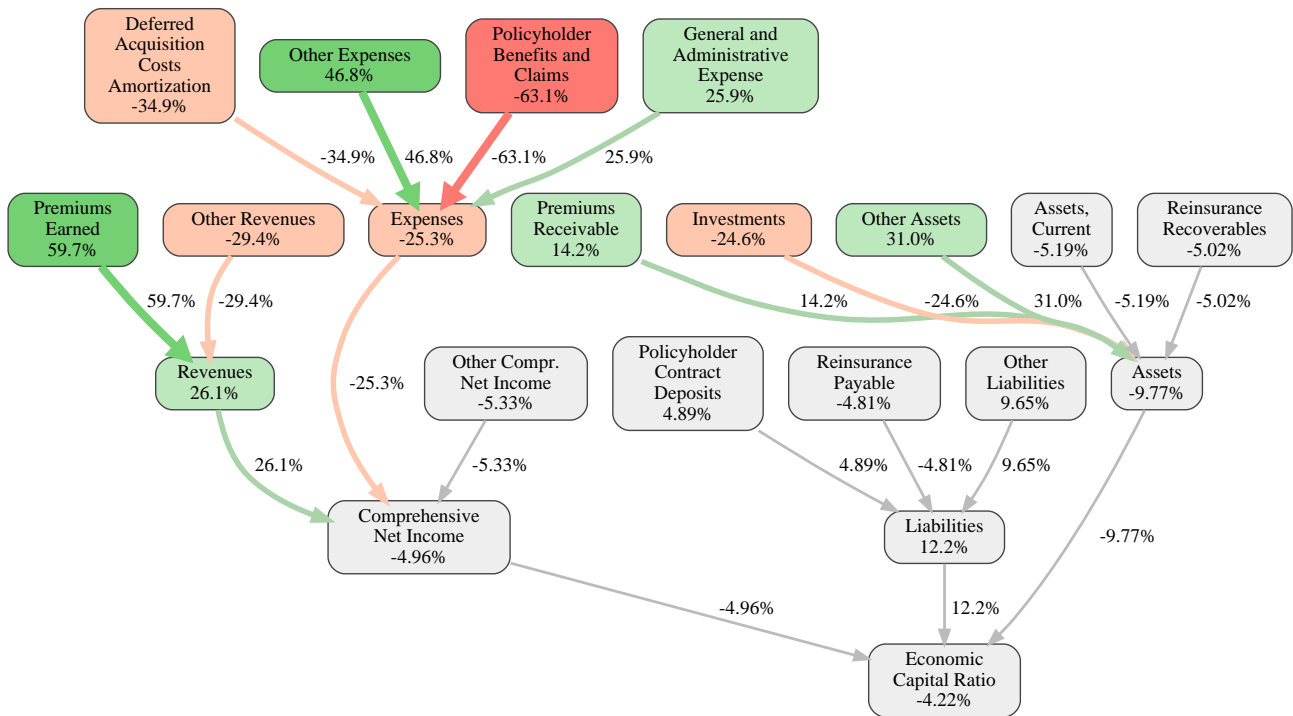 Deferred
Acquisition
Costs
Amortization
-34.9%
Other Expenses
46.8%
Policyholder
Benefits and
Claims
-63.1%
General and
Administrative
Expense
25.9%
-34.9%
46.8%
-63.1%
25.9%
Premiums
Earned
59.7%
Other Revenues
-29.4%
Expenses
-25.3%
Premiums
Receivable
14.2%
Investments
-24.6%
Other Assets
31.0%
Assets,
Current
-5.19%
Reinsurance
Recoverables
-5.02%
59.7%
-29.4%
14.2%
-24.6%
31.0%
-5.19%
-5.02%
Revenues
26.1%
-25.3%
Other Compr.
Net Income
-5.33%
Policyholder
Contract
Deposits
4.89%
Reinsurance
Payable
-4.81%
Other
Liabilities
9.65%
Assets
-9.77%
26.1%
-5.33%
4.89%
-4.81%
9.65%
Comprehensive
Net Income
-4.96%
Liabilities
12.2%
-9.77%
-4.96%
12.2%
Economic
Capital Ratio
-4.22%